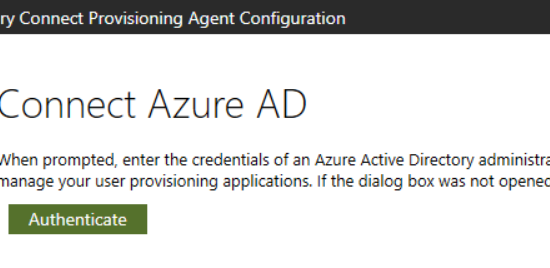 ry Connect Provisioning Agent Configuration
Connect Azure AD
When prompted, enter the credentials of an Azure Active Directory administra
manage your user provisioning applications. If the dialog box was not opened
Authenticate